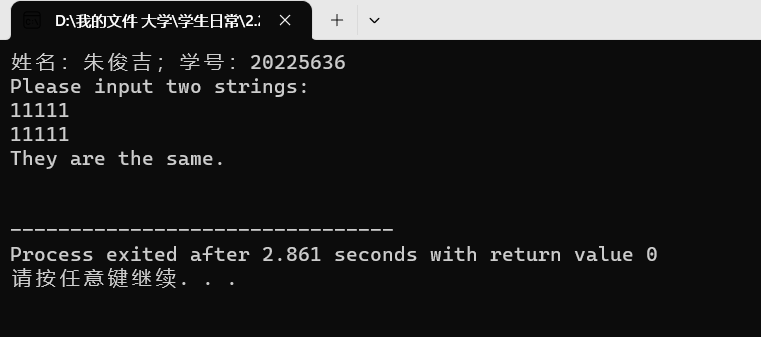 D:\我的文件 大学\学生日常\2.2
姓名：朱俊吉；学号：20225636
Please input two strings:
11111
11111
They are the same.
--------------------------------
Process exited after 2.861 seconds with return value 0
请按任意键继续. . .